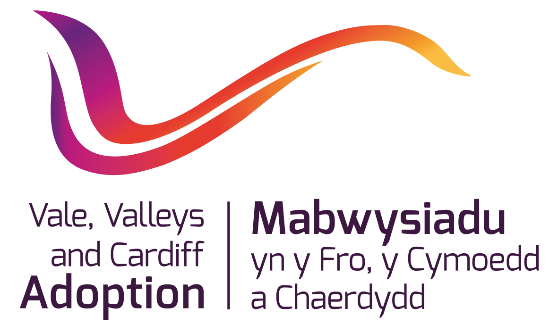 Vale, Valleys
and Cardiff
Adoption
Mabwysiadu
yn y Fro, y Cymoedd
a Chaerdydd